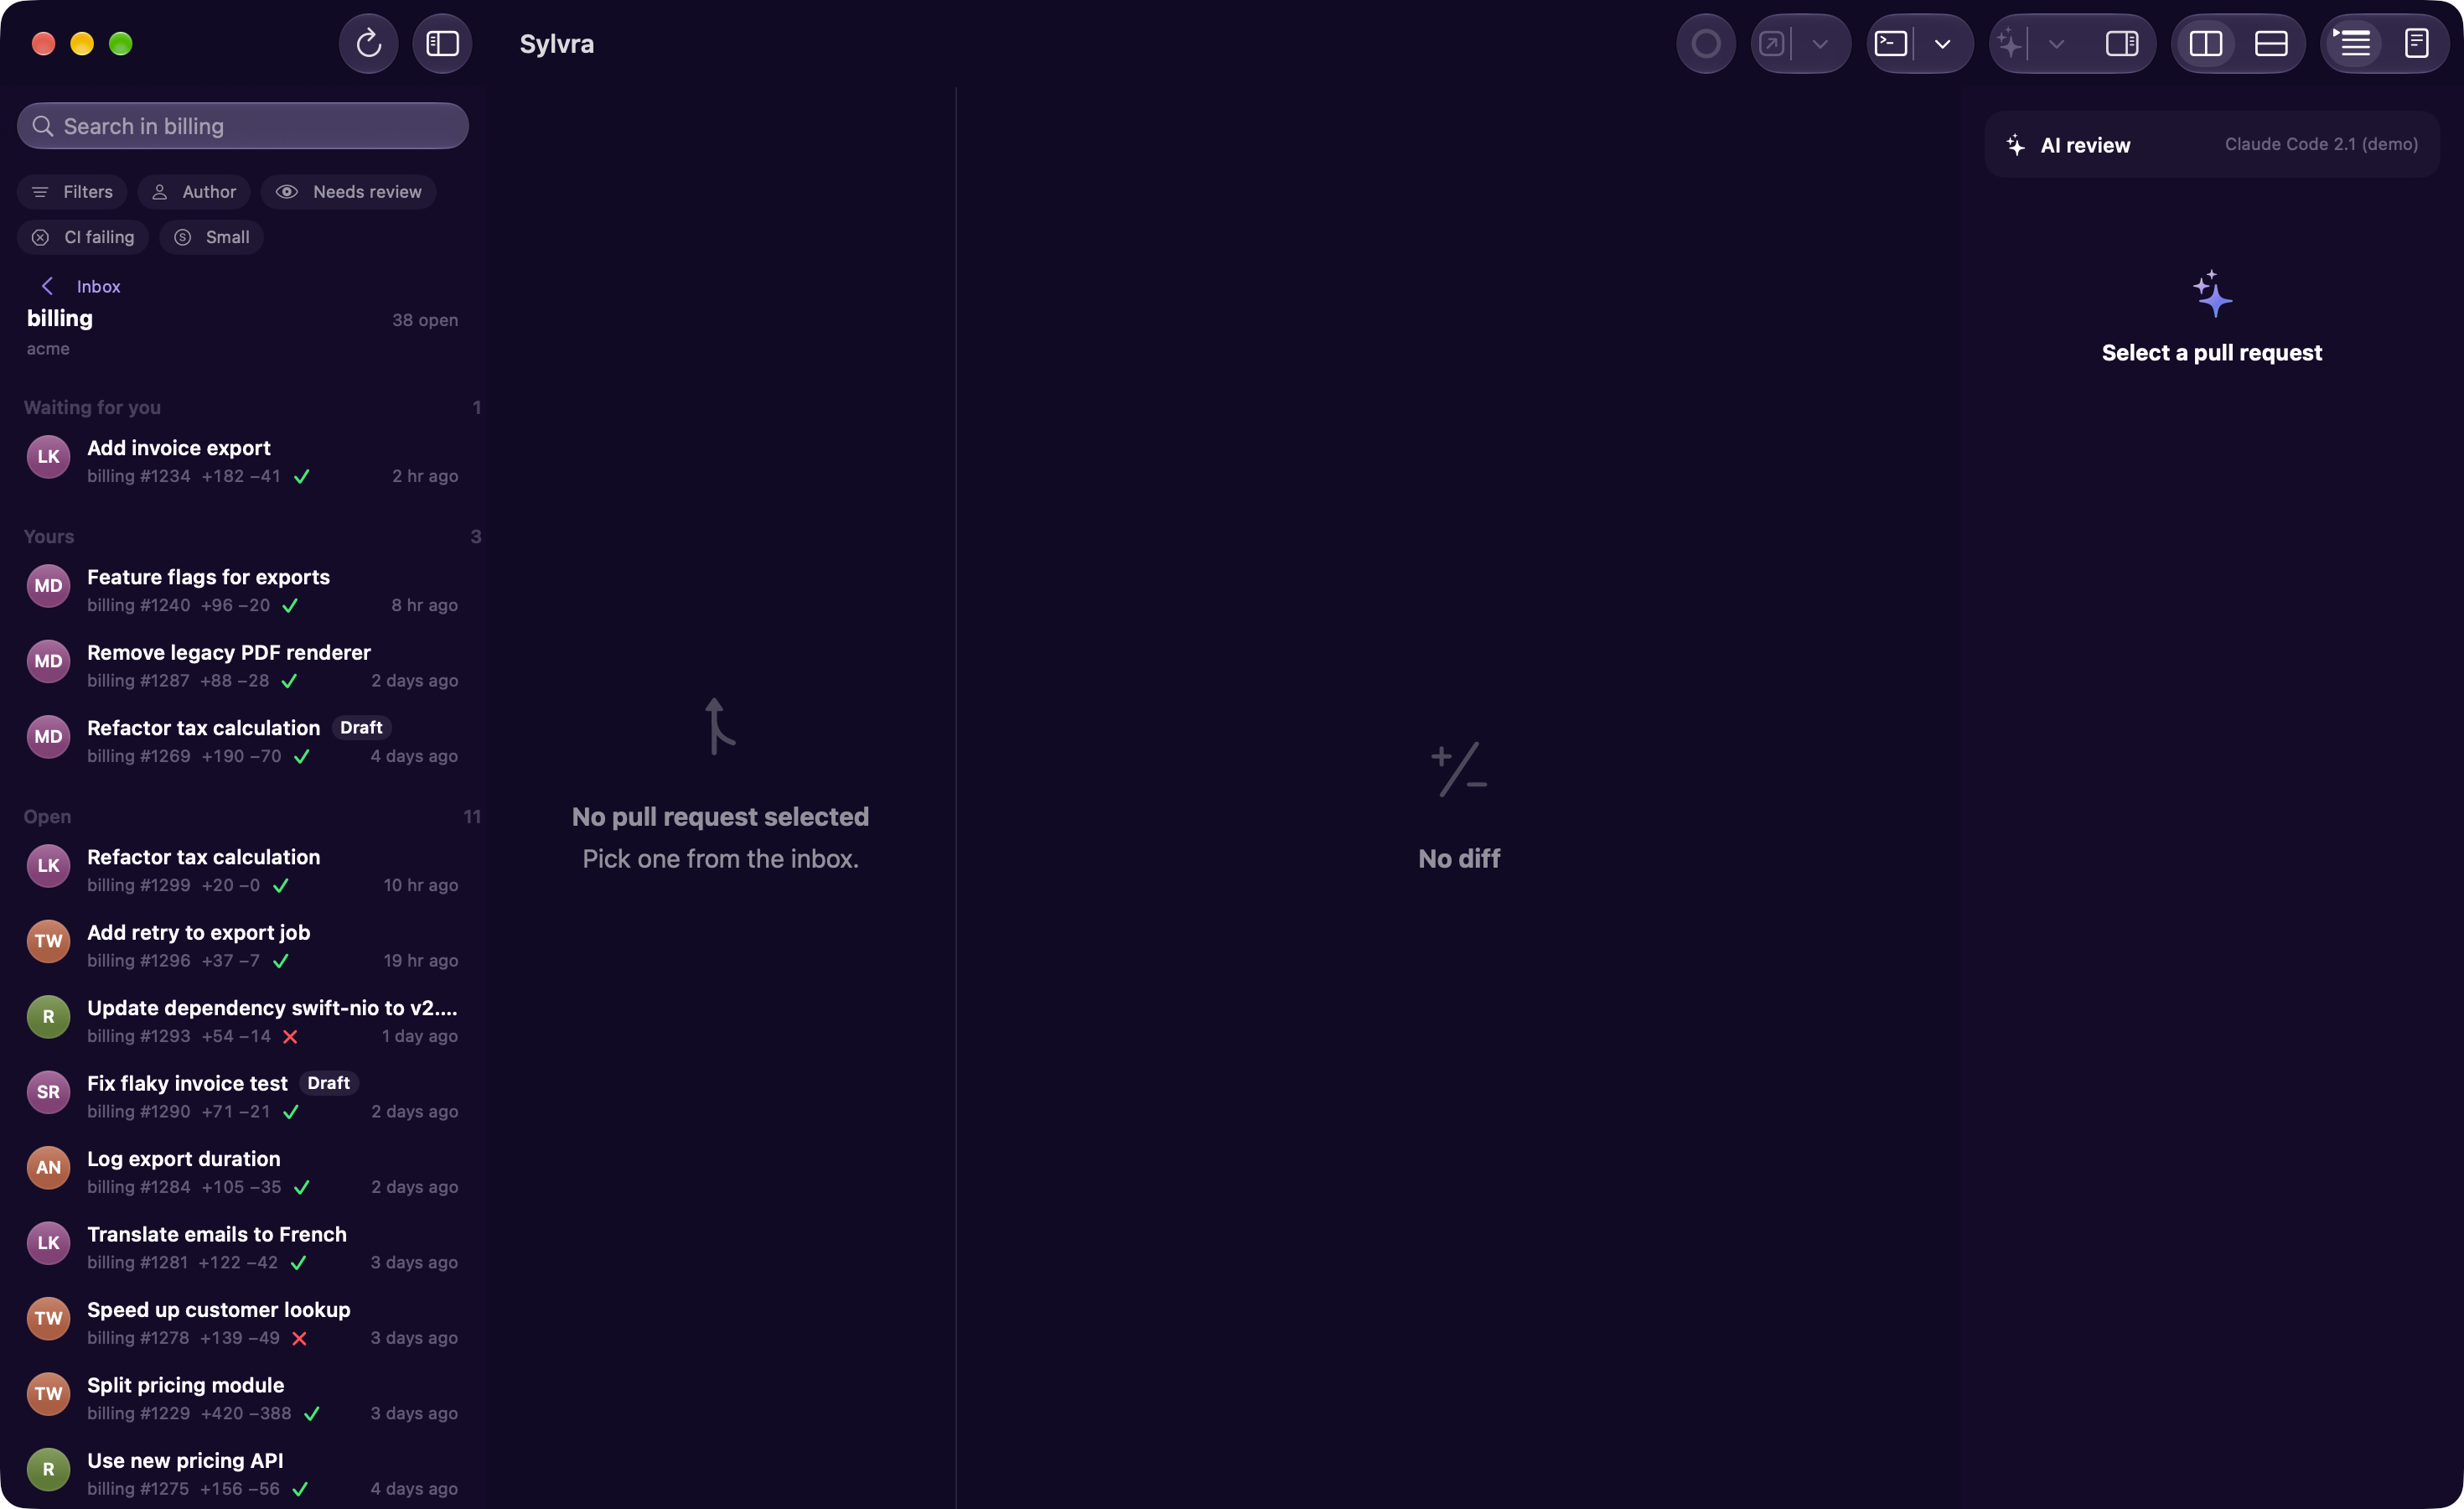 Sylvra
Search in billing
Filters
Author
Needs review
CI failing
Small
Inbox
billing
38 open
acme
Waiting for you 1
LK
Add invoice export
billing #1234 +182 −41 2 hr ago
Yours 3
MD
Feature flags for exports
billing #1240 +96 −20 8 hr ago
MD
Remove legacy PDF renderer
billing #1287 +88 −28 2 days ago
MD
Refactor tax calculation Draft
billing #1269 +190 −70 4 days ago
Open 11
LK
Refactor tax calculation
billing #1299 +20 −0 10 hr ago
TW
Add retry to export job
billing #1296 +37 −7 19 hr ago
R
Update dependency swift-nio to v2....
billing #1293 +54 −14 1 day ago
SR
Fix flaky invoice test Draft
billing #1290 +71 −21 2 days ago
AN
Log export duration
billing #1284 +105 −35 2 days ago
LK
Translate emails to French
billing #1281 +122 −42 3 days ago
TW
Speed up customer lookup
billing #1278 +139 −49 3 days ago
TW
Split pricing module
billing #1229 +420 −388 3 days ago
R
Use new pricing API
billing #1275 +156 −56 4 days ago
No pull request selected
Pick one from the inbox.
No diff
AI review
Claude Code 2.1 (demo)
Select a pull request